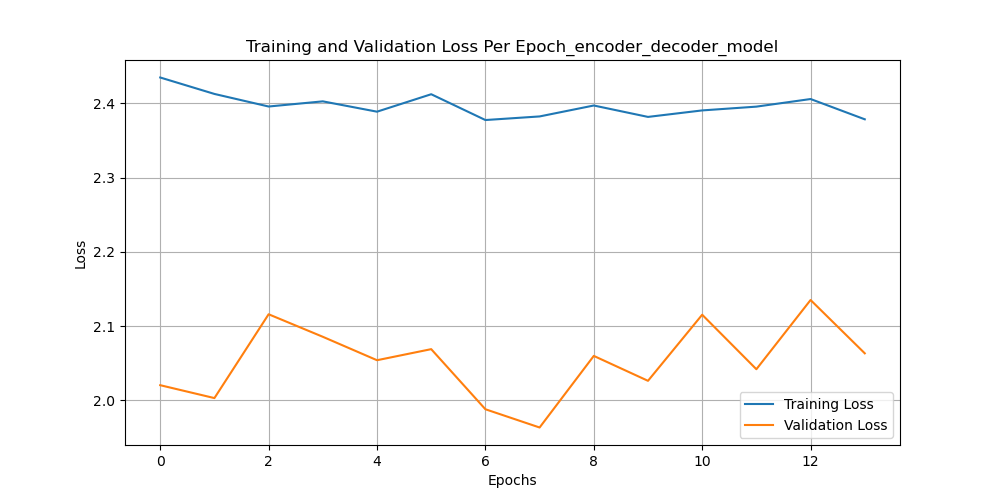 Training and Validation Loss Per Epoch_encoder_decoder_model
Loss
2.4
2.3
2.2
2.1
2.0
0 2 4 6 8 10 12
Epochs
Training Loss
Validation Loss